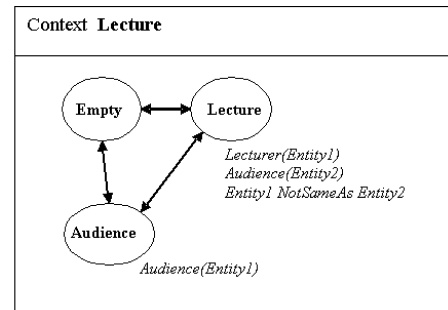 Context Lecture
Empty
Lecture
Lecturer(Entity1)
Audience(Entity2)
Entity1 NotSameAs Entity2
Audience
Audience(Entity1)